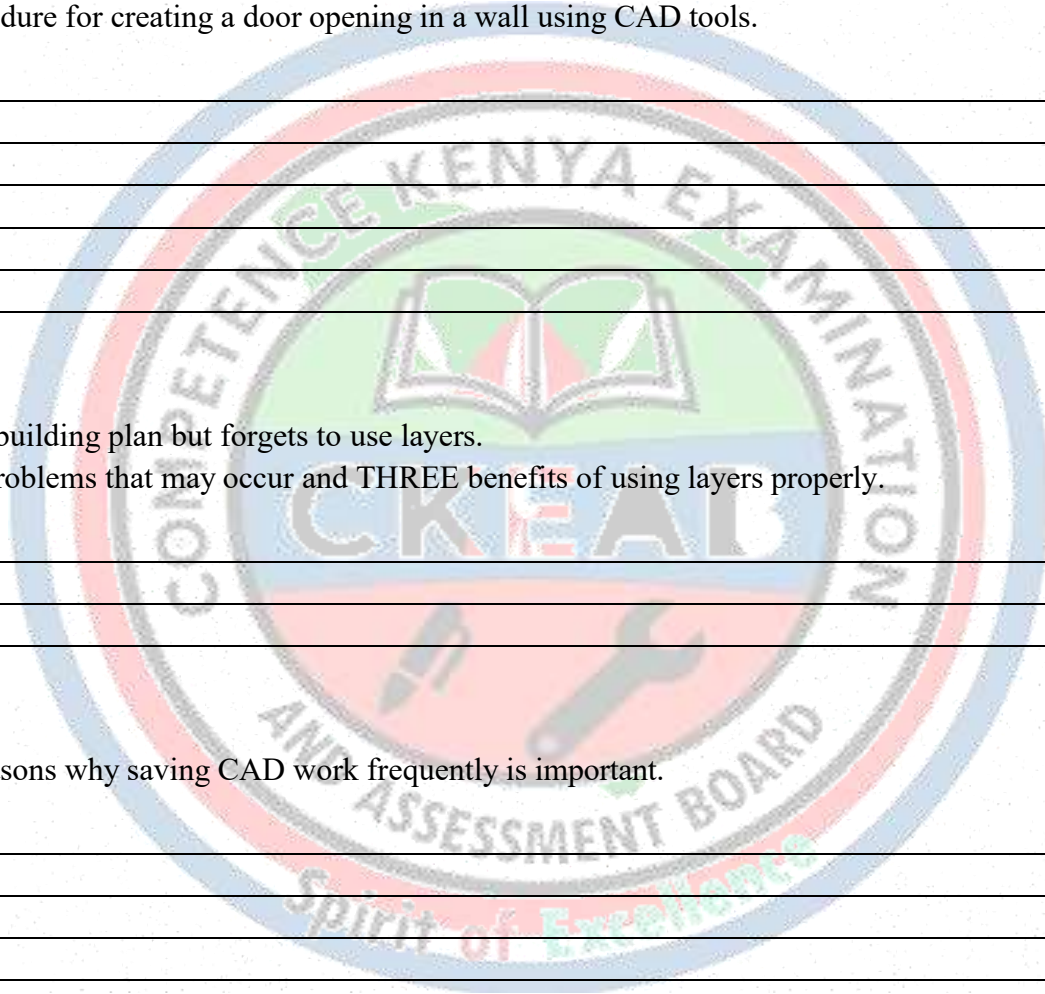 dure for creating a door opening in a wall using CAD tools.
COMPETENCE KENYA EXAMINATION
building plan but forgets to use layers.
roblems that may occur and THREE benefits of using layers properly.
CKEAB
sons why saving CAD work frequently is important.
AND ASSESSMENT BOARD
Spirit of Excellence